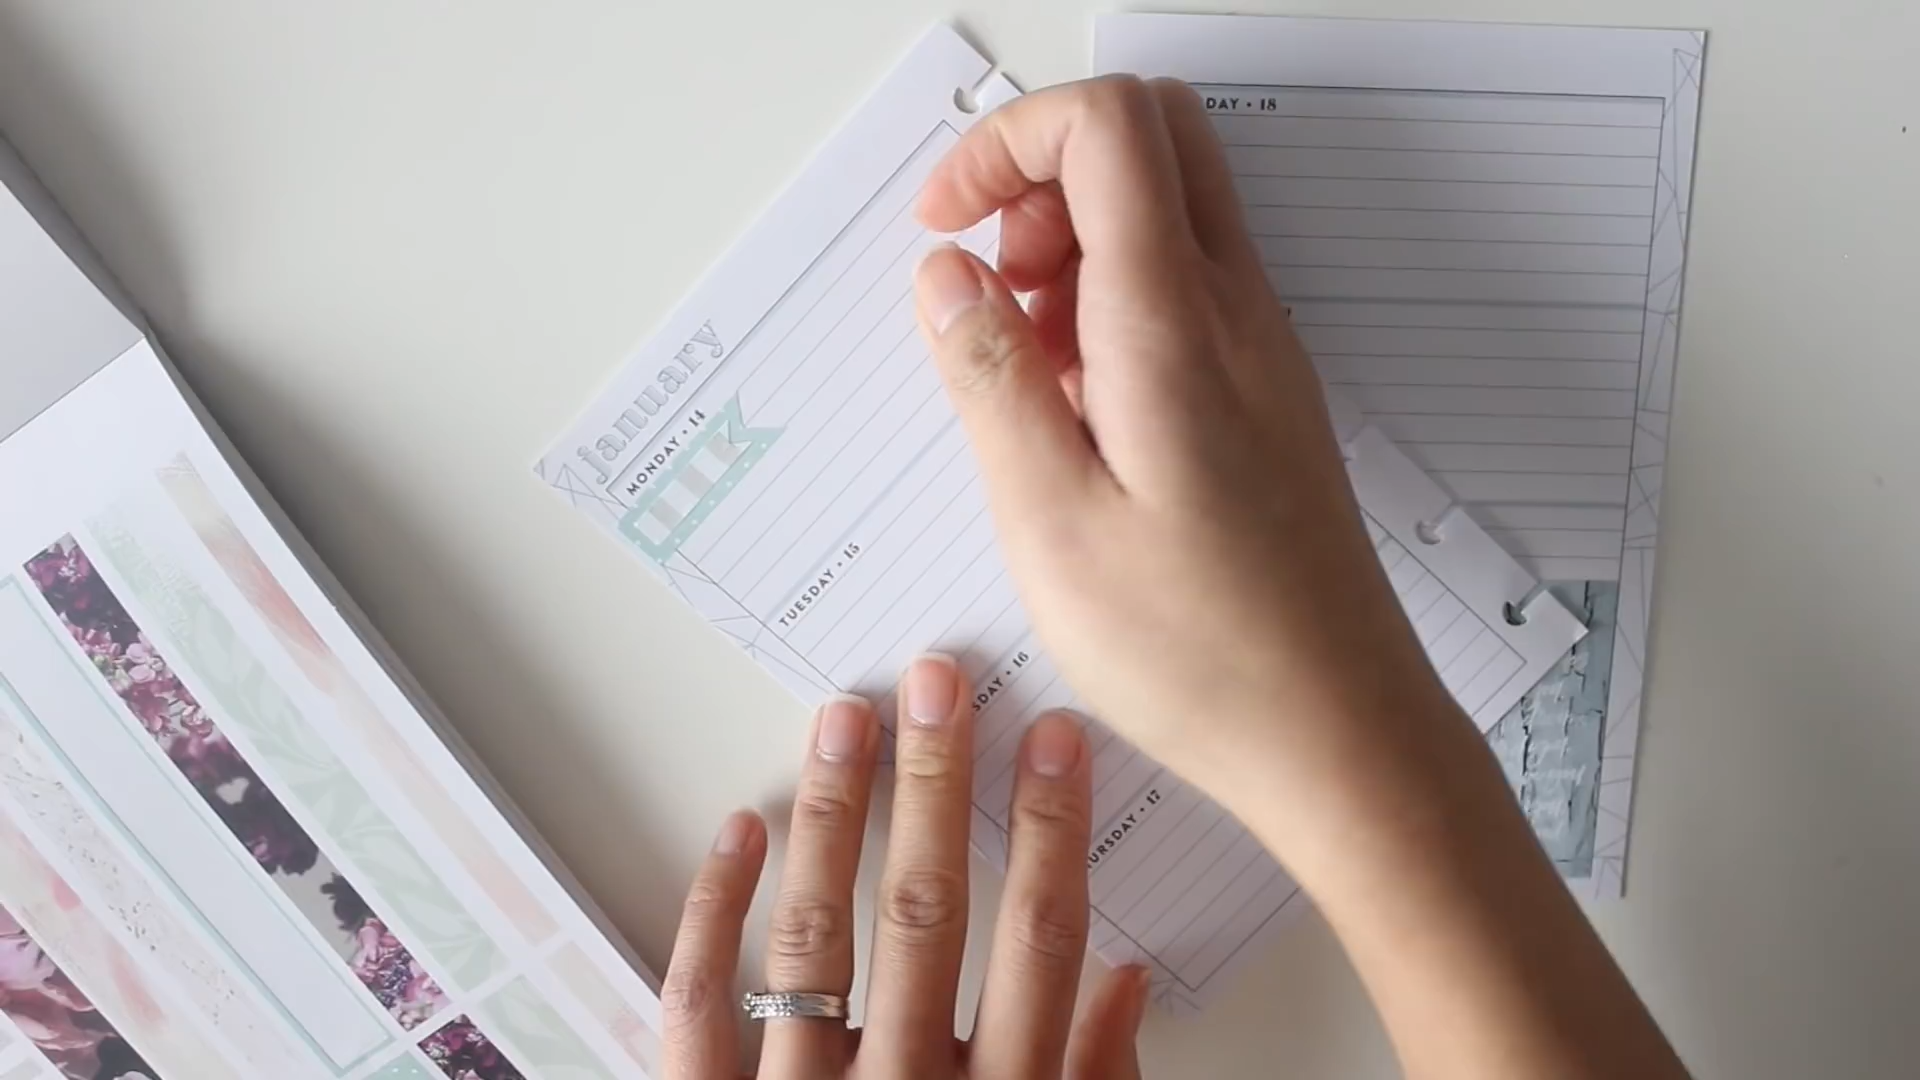 january
MONDAY • 14
TUESDAY • 15
SDAY • 16
URSDAY • 17
DAY • 18